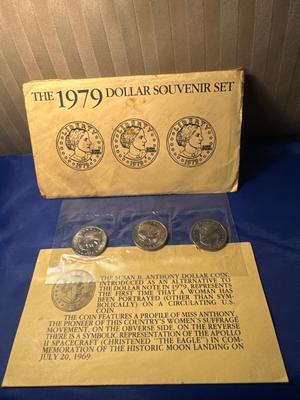 THE 1979 DOLLAR SOUVENIR SET
LIBERTY
1979
LIBERTY
1979
LIBERTY
1979
THE SUSAN B. ANTHONY DOLLAR COIN,
INTRODUCED AS AN ALTERNATIVE TO
THE DOLLAR NOTE IN 1979, REPRESENTS
THE FIRST TIME THAT A WOMAN HAS
BEEN PORTRAYED (OTHER THAN SYM-
BOLICALLY) ON A CIRCULATING U.S.
COIN.
THE COIN FEATURES A PROFILE OF MISS ANTHONY,
THE PIONEER OF THIS COUNTRY'S WOMEN'S SUFFRAGE
MOVEMENT, ON THE OBVERSE SIDE. ON THE REVERSE
THERE IS A SYMBOLIC REPRESENTATION OF THE APOLLO
11 SPACECRAFT (CHRISTENED "THE EAGLE") IN COM-
MEMORATION OF THE HISTORIC MOON LANDING ON
JULY 20, 1969.